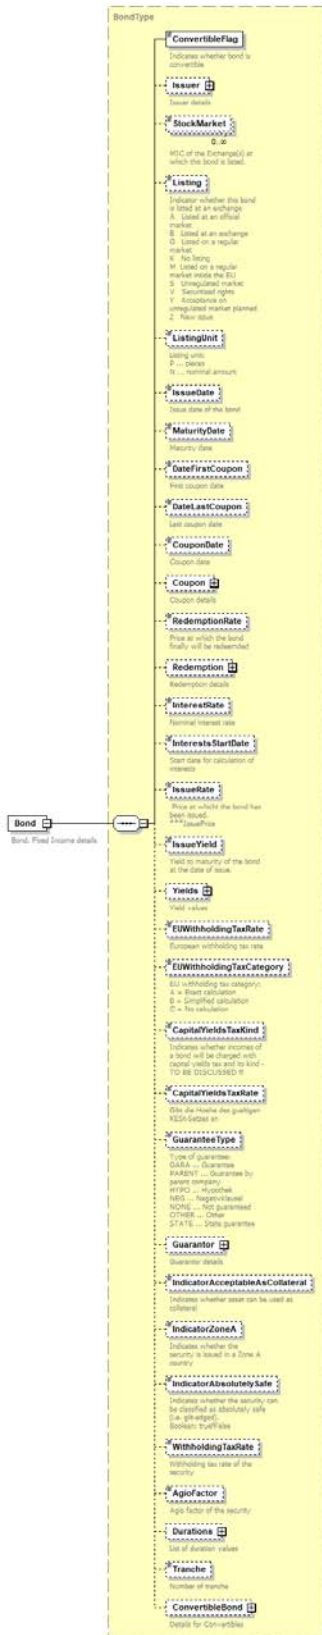 BondType
ConvertibleFlag
Indicates whether bond is
convertible
Issuer
Issuer details
StockMarket
0..∞
MIC of the Exchange(s) at
which the bond is listed.
Listing
Indicator whether this bond
is listed at an exchange
A Listed at an official
market
B Listed at an exchange
G Listed on a regular
market
K No listing
M Listed on a regular
market inside the EU
S Unregulated market
V Securitised rights
Y Acceptance on
unregulated market planned
Z New issue
ListingUnit
Listing unit:
P ... pieces
N ... nominal amount
IssueDate
Issue date of the bond
MaturityDate
Maturity date
DateFirstCoupon
First coupon date
DateLastCoupon
Last coupon date
CouponDate
Coupon date
Coupon
Coupon details
RedemptionRate
Price at which the bond
finally will be redeemded
Redemption
Redemption details
InterestRate
Nominal interest rate
InterestsStartDate
Start date for calculation of
interests
IssueRate
Price at whicht the bond has
been issued.
***IssuePrice
Bond
Bond. Fixed Income details
IssueYield
Yield to maturity of the bond
at the date of issue.
Yields
Yield values
EUWithholdingTaxRate
European withholding tax rate
EUWithholdingTaxCategory
EU withholding tax category:
A = Exact calculation
B = Simplified calculation
C = No calculation
CapitalYieldsTaxKind
Indicates whether incomes of
a bond will be charged with
capital yields tax and its kind -
TO BE DISCUSSED !!!
CapitalYieldsTaxRate
Gibt die Hoehe des gueltigen
KESt-Satzes an
GuaranteeType
Type of guarantee:
GARA ... Guarantee
PARENT ... Guarantee by
parent company
HYPO ... Hypothek
NEG ... Negativklausel
NONE ... Not guaranteed
OTHER ... Other
STATE ... State guarantee
Guarantor
Guarantor details
IndicatorAcceptableAsCollateral
Indicates whether asset can be used as
collateral
IndicatorZoneA
Indicates whether the
security is issued in a Zone A
country
IndicatorAbsolutelySafe
Indicates whether the security can
be classified as absolutely safe
(i.e. gilt-edged).
Boolean: true/False
WithholdingTaxRate
Withholding tax rate of the
security
AgioFactor
Agio factor of the security
Durations
List of duration values
Tranche
Number of tranche
ConvertibleBond
Details for Convertibles